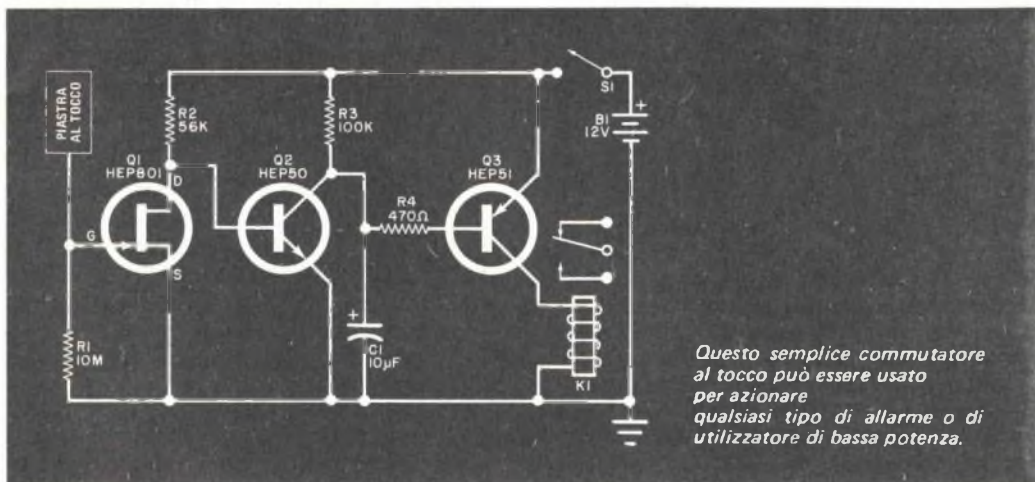 PIASTRA
AL TOCCO
R2
56K
R3
100K
S1
+
B1
12V
Q1
HEP801
D
G
S
Q2
HEP50
Q3
HEP51
R4
470Ω
R1
10M
+
C1
10µF
K1
Questo semplice commutatore
al tocco può essere usato
per azionare
qualsiasi tipo di allarme o di
utilizzatore di bassa potenza.